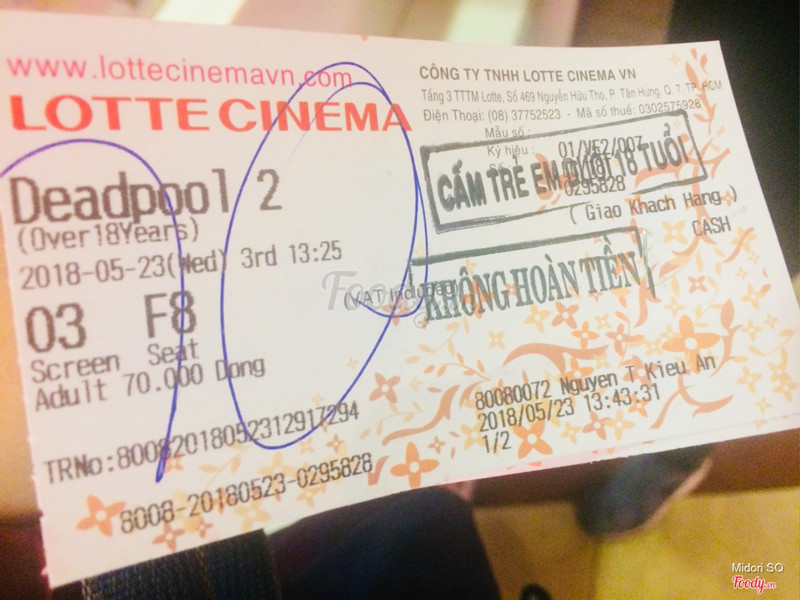 www.lottecinemavn.com
LOTTE CINEMA
Deadpool 2
(Over18Years)
2018-05-23(Wed) 3rd 13:25
03 F8
Screen Seat
Adult 70.000 Dong
(VAT Included)
TRNo:80082018052312917294
8008-20180523-0295828
CÔNG TY TNHH LOTTE CINEMA VN
Tầng 3 TTTM Lotte, Số 469 Nguyễn Hữu Thọ, P. Tân Hưng, Q. 7, TP. HCM
Điện Thoại: (08) 37752523 - Mã số thuế: 0302575928
Mẫu số :
Ký hiệu : 01/VE2/007
Số
0295828
CẤM TRẺ EM DƯỚI 18 TUỔI
( Giao Khach Hang )
CASH
KHÔNG HOÀN TIỀN
80080072 Nguyen T Kieu An
2018/05/23 13:43:31
1/2
Foody
Midori SQ
Foody.vn